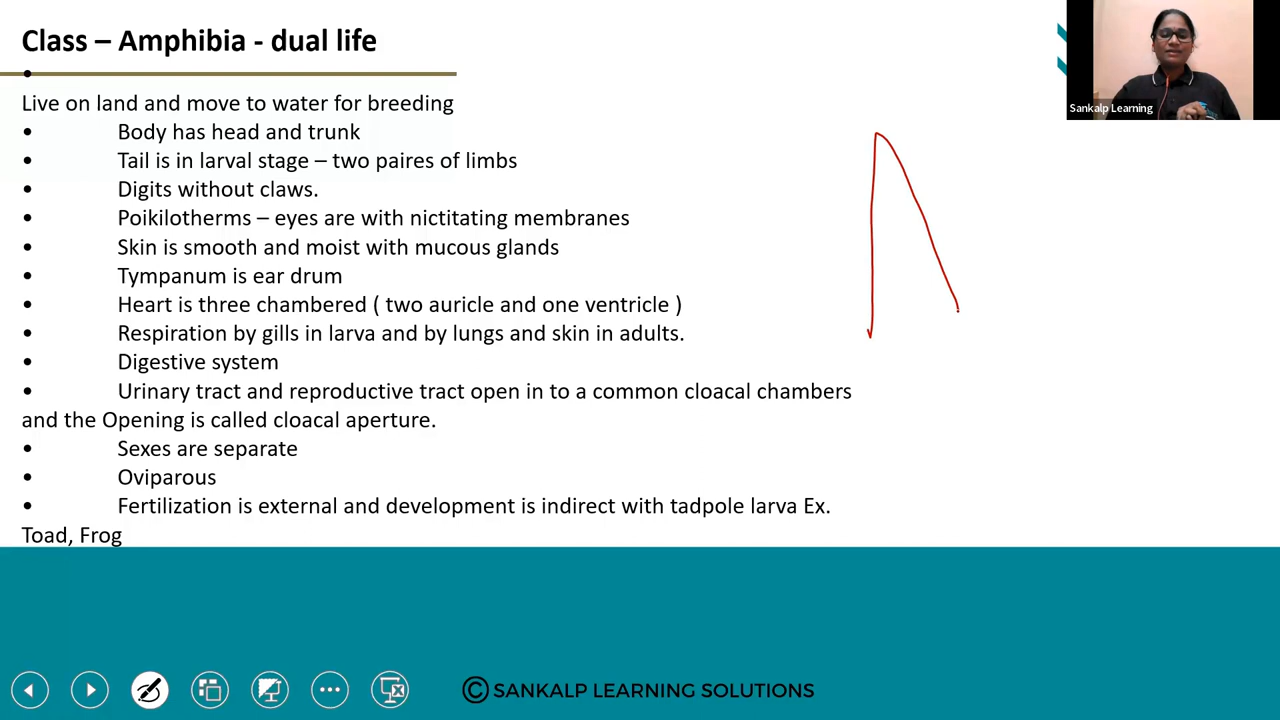 Class – Amphibia - dual life
•
Live on land and move to water for breeding
• Body has head and trunk
• Tail is in larval stage – two paires of limbs
• Digits without claws.
• Poikilotherms – eyes are with nictitating membranes
• Skin is smooth and moist with mucous glands
• Tympanum is ear drum
• Heart is three chambered ( two auricle and one ventricle )
• Respiration by gills in larva and by lungs and skin in adults.
• Digestive system
• Urinary tract and reproductive tract open in to a common cloacal chambers
and the Opening is called cloacal aperture.
• Sexes are separate
• Oviparous
• Fertilization is external and development is indirect with tadpole larva Ex.
Toad, Frog
Sankalp Learning
© SANKALP LEARNING SOLUTIONS